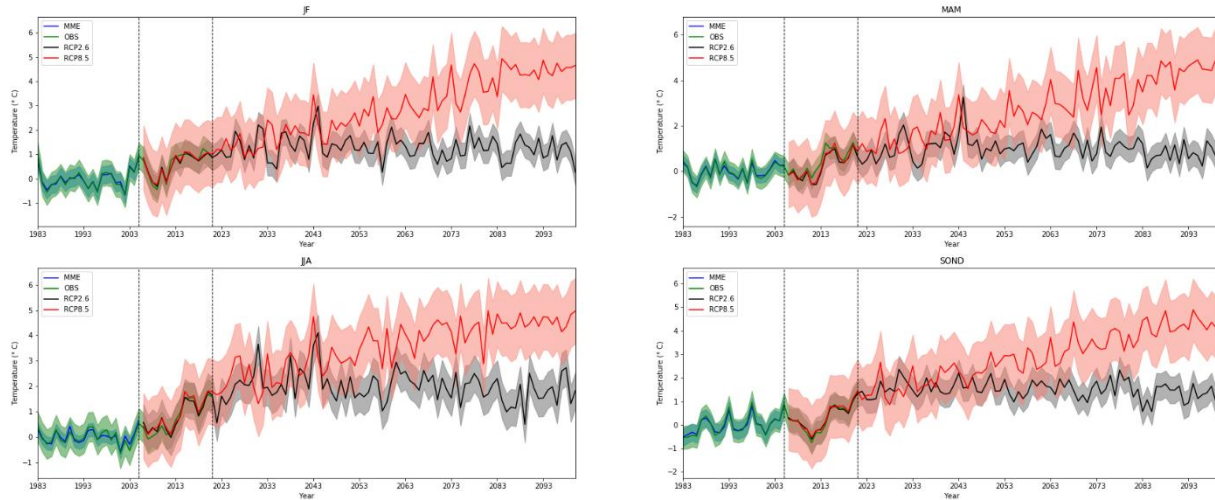 JF
MME
OBS
RCP2.6
RCP8.5
Temperature (° C)
6
5
4
3
2
1
0
−1
1983 1993 2003 2013 2023 2033 2043 2053 2063 2073 2083 2093
Year
MAM
MME
OBS
RCP2.6
RCP8.5
Temperature (° C)
6
4
2
0
−2
1983 1993 2003 2013 2023 2033 2043 2053 2063 2073 2083 2093
Year
JJA
MME
OBS
RCP2.6
RCP8.5
Temperature (° C)
6
5
4
3
2
1
0
−1
1983 1993 2003 2013 2023 2033 2043 2053 2063 2073 2083 2093
Year
SOND
MME
OBS
RCP2.6
RCP8.5
Temperature (° C)
6
5
4
3
2
1
0
−1
−2
1983 1993 2003 2013 2023 2033 2043 2053 2063 2073 2083 2093
Year